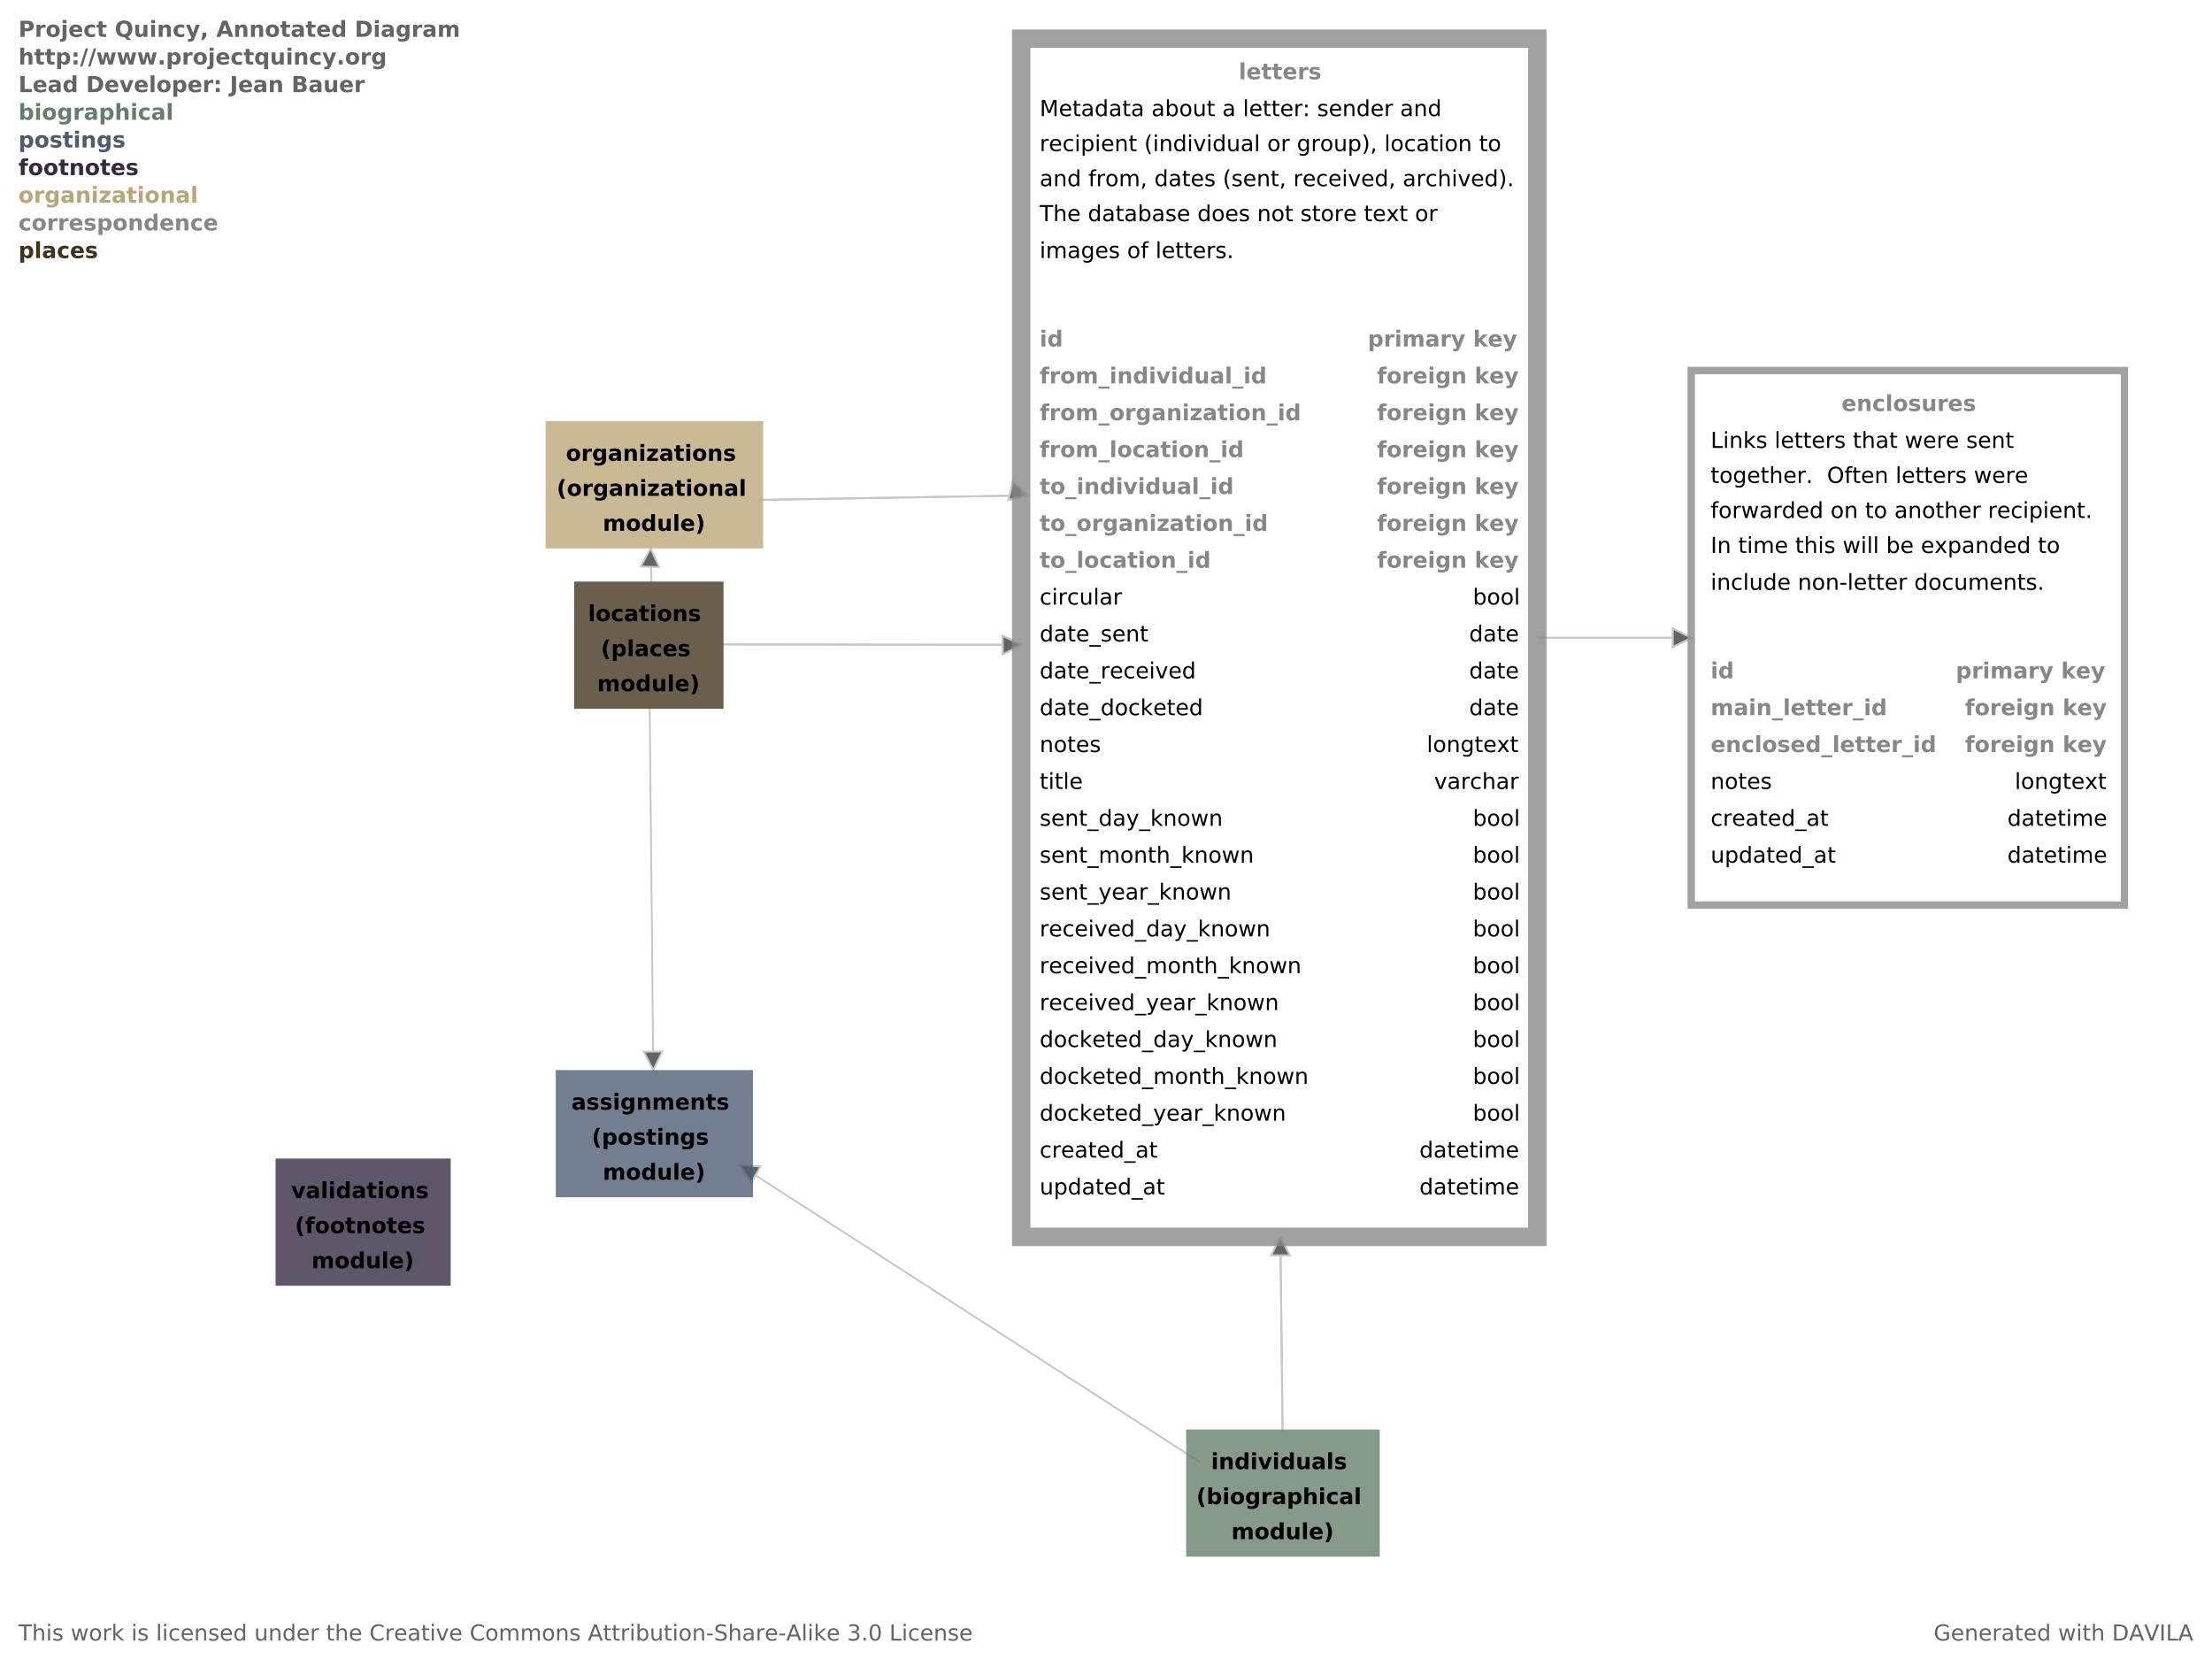 Project Quincy, Annotated Diagram
http://www.projectquincy.org
Lead Developer: Jean Bauer
biographical
postings
footnotes
organizational
correspondence
places
letters
Metadata about a letter: sender and
recipient (individual or group), location to
and from, dates (sent, received, archived).
The database does not store text or
images of letters.
id primary key
from_individual_id foreign key
from_organization_id foreign key
from_location_id foreign key
to_individual_id foreign key
to_organization_id foreign key
to_location_id foreign key
circular bool
date_sent date
date_received date
date_docketed date
notes longtext
title varchar
sent_day_known bool
sent_month_known bool
sent_year_known bool
received_day_known bool
received_month_known bool
received_year_known bool
docketed_day_known bool
docketed_month_known bool
docketed_year_known bool
created_at datetime
updated_at datetime
enclosures
Links letters that were sent
together.  Often letters were
forwarded on to another recipient.
In time this will be expanded to
include non-letter documents.
id primary key
main_letter_id foreign key
enclosed_letter_id foreign key
notes longtext
created_at datetime
updated_at datetime
organizations
(organizational
module)
locations
(places
module)
assignments
(postings
module)
validations
(footnotes
module)
individuals
(biographical
module)
This work is licensed under the Creative Commons Attribution-Share-Alike 3.0 License
Generated with DAVILA